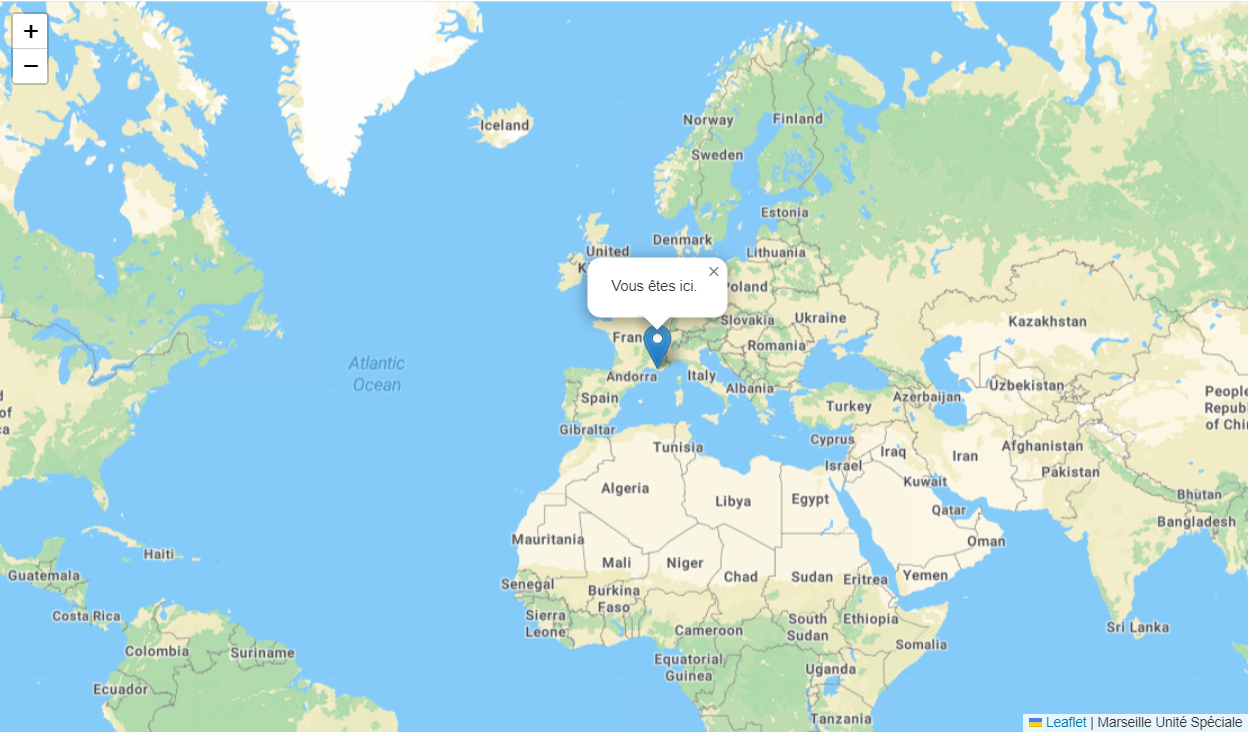 +
−
Iceland
Norway
Finland
Sweden
Estonia
Denmark
United
K
Lithuania
×
Vous êtes ici.
Poland
Slovakia
Ukraine
Kazakhstan
Franc
Romania
Atlantic
Ocean
Andorra
Italy
Albania
Uzbekistan
Azerbaijan
People
Republ
of Chin
d
of
ca
Spain
Turkey
Gibraltar
Cyprus
Tunisia
Iraq
Iran
Afghanistan
Israel
Pakistan
Kuwait
Algeria
Libya
Egypt
Bhutan
Qatar
Bangladesh
Mauritania
Oman
Haiti
Mali
Niger
Chad
Sudan
Eritrea
Yemen
Guatemala
Senegal
Burkina
Faso
Costa Rica
Sierra
Leone
South
Sudan
Ethiopia
Sri Lanka
Cameroon
Somalia
Colombia
Suriname
Equatorial
Guinea
Uganda
Ecuador
Tanzania
Leaflet | Marseille Unité Spéciale